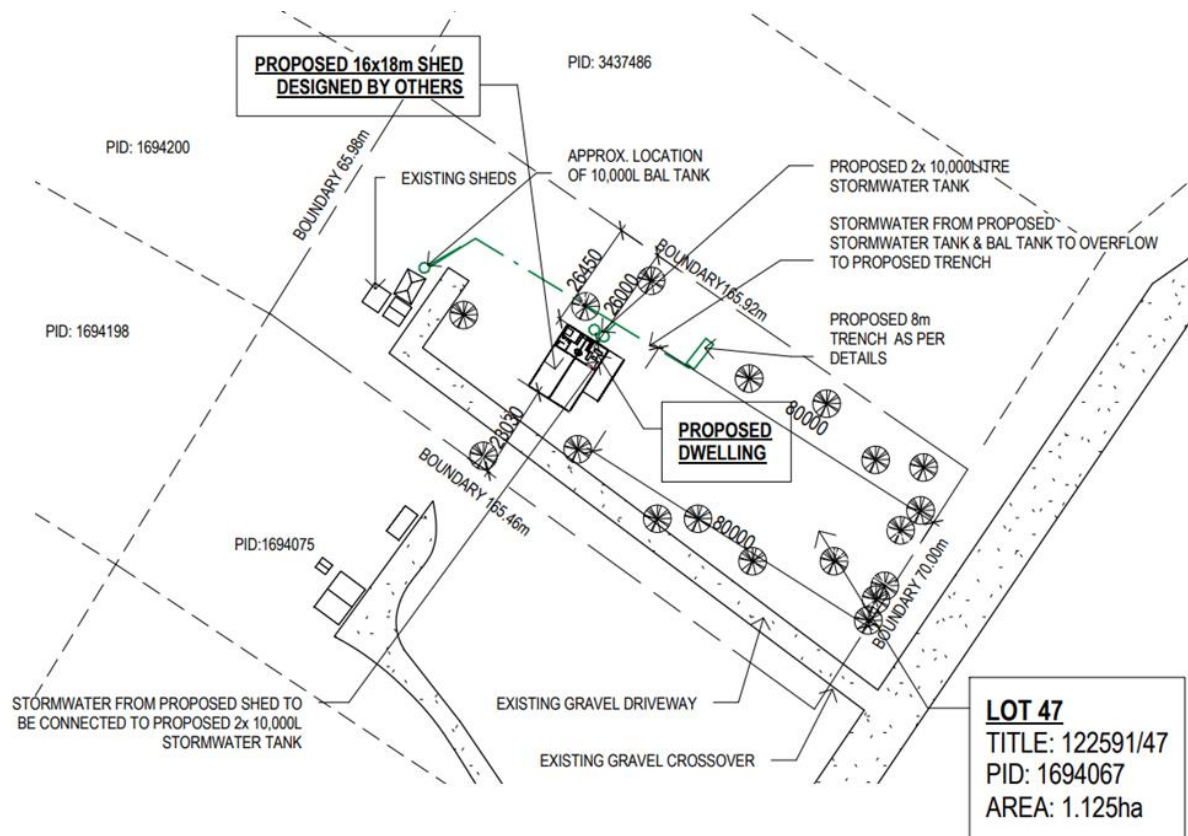 PROPOSED 16x18m SHED
DESIGNED BY OTHERS
PID: 3437486
PID: 1694200
BOUNDARY 65.98m
EXISTING SHEDS
APPROX. LOCATION
OF 10,000L BAL TANK
PROPOSED 2x 10,000LITRE
STORMWATER TANK
STORMWATER FROM PROPOSED
STORMWATER TANK & BAL TANK TO OVERFLOW
TO PROPOSED TRENCH
BOUNDARY165.92m
26450
26000
PID: 1694198
PROPOSED 8m
TRENCH AS PER
DETAILS
80000
PROPOSED
DWELLING
28030
BOUNDARY 165.46m
80000
PID:1694075
BOUNDARY 70.00m
STORMWATER FROM PROPOSED SHED TO
BE CONNECTED TO PROPOSED 2x 10,000L
STORMWATER TANK
EXISTING GRAVEL DRIVEWAY
EXISTING GRAVEL CROSSOVER
LOT 47
TITLE: 122591/47
PID: 1694067
AREA: 1.125ha